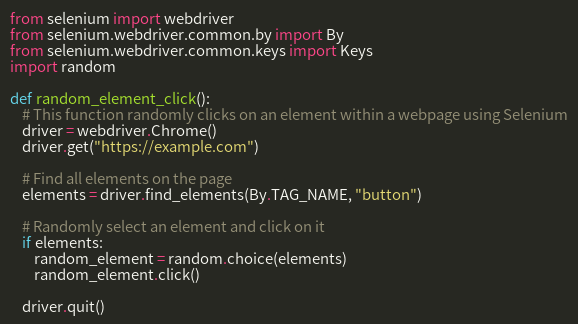 from selenium import webdriver
from selenium.webdriver.common.by import By
from selenium.webdriver.common.keys import Keys
import random
def random_element_click():
# This function randomly clicks on an element within a webpage using Selenium
driver = webdriver.Chrome()
driver.get("https://example.com")
# Find all elements on the page
elements = driver.find_elements(By.TAG_NAME, "button")
# Randomly select an element and click on it
if elements:
random_element = random.choice(elements)
random_element.click()
driver.quit()